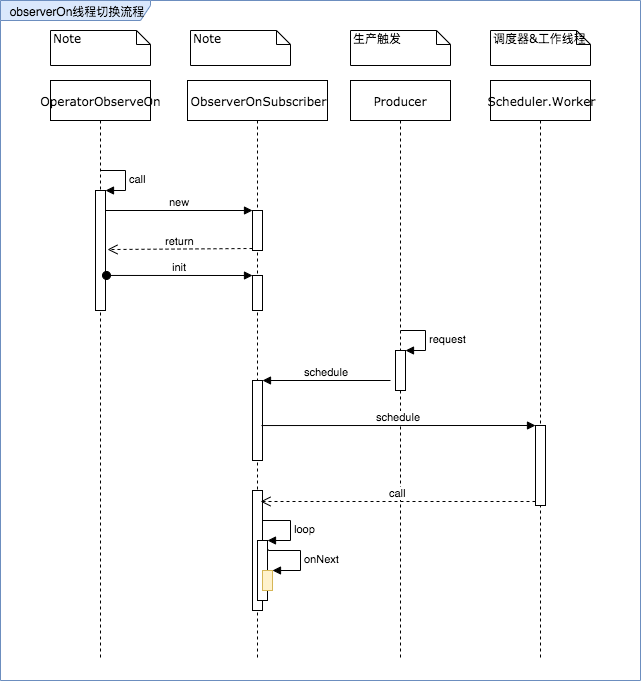 observerOn线程切换流程
Note
Note
生产触发
调度器&工作线程
OperatorObserveOn
ObserverOnSubscriber
Producer
Scheduler.Worker
call
new
return
init
request
schedule
schedule
call
loop
onNext